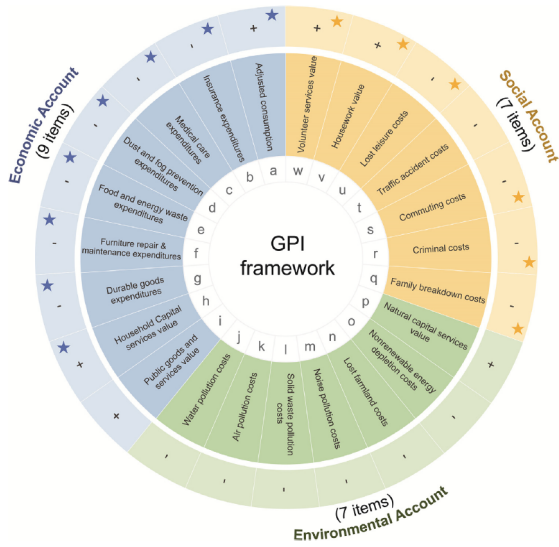 Economic Account
(9 items)
Social Account
(7 items)
Environmental Account
(7 items)
GPI
framework
a
b
c
d
e
f
g
h
i
j
k
l
m
n
o
p
q
r
s
t
u
v
w
Adjusted consumption
Insurance expenditures
Medical care
expenditures
Dust and fog prevention
expenditures
Food and energy waste
expenditures
Furniture repair &
maintenance expenditures
Durable goods
expenditures
Household Capital
services value
Public goods and
services value
Water pollution costs
Air pollution costs
Solid waste pollution
costs
Noise pollution costs
Lost farmland costs
Nonrenewable energy
depletion costs
Natural capital services
value
Family breakdown costs
Criminal costs
Commuting costs
Traffic accident costs
Lost leisure costs
Housework value
Volunteer services value
+
-
-
-
-
-
-
+
+
-
-
-
-
-
-
+
-
-
-
-
-
+
+